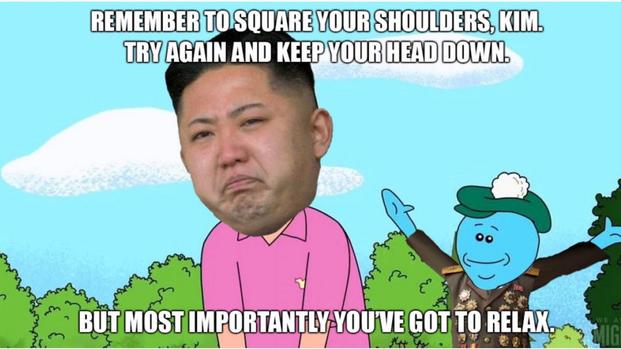 REMEMBER TO SQUARE YOUR SHOULDERS, KIM.
TRY AGAIN AND KEEP YOUR HEAD DOWN.
BUT MOST IMPORTANTLY YOU'VE GOT TO RELAX.